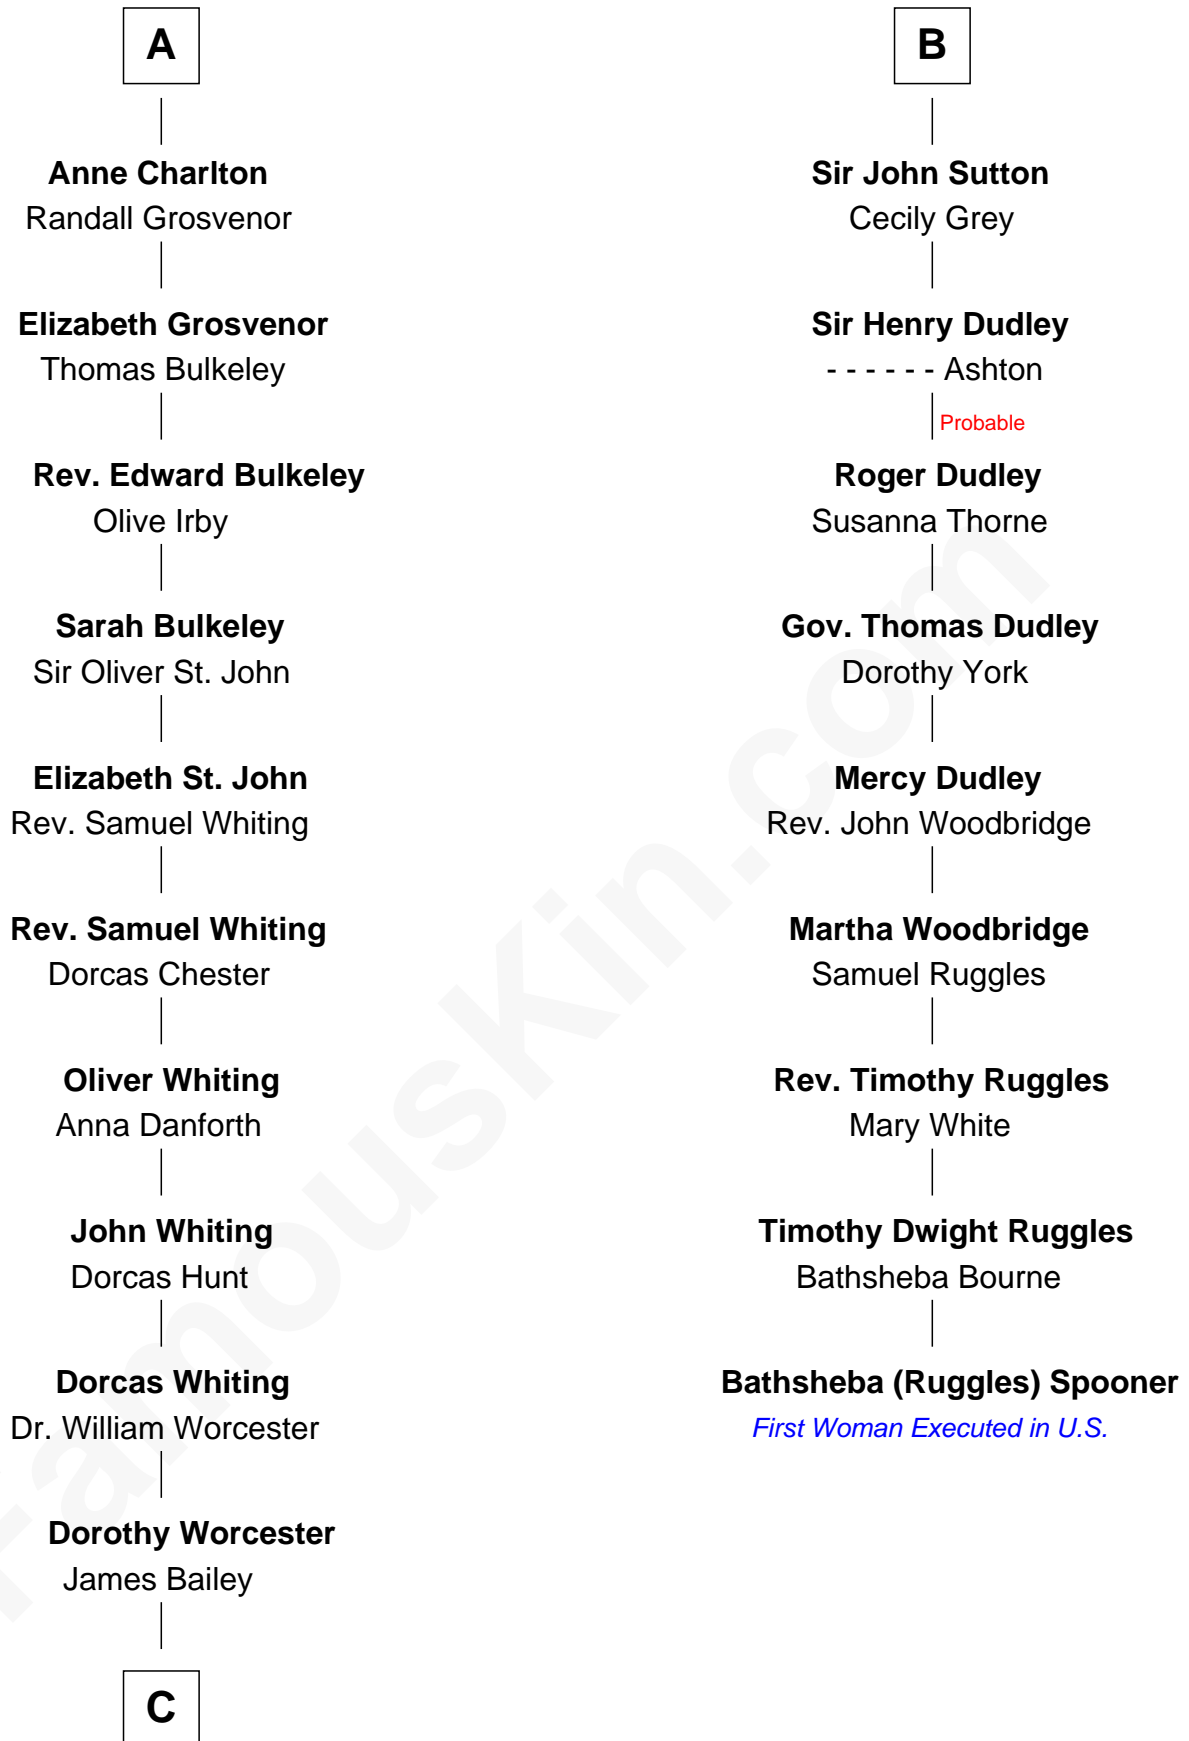 A
Anne Charlton
Randall Grosvenor
Elizabeth Grosvenor
Thomas Bulkeley
Rev. Edward Bulkeley
Olive Irby
Sarah Bulkeley
Sir Oliver St. John
Elizabeth St. John
Rev. Samuel Whiting
Rev. Samuel Whiting
Dorcas Chester
Oliver Whiting
Anna Danforth
John Whiting
Dorcas Hunt
Dorcas Whiting
Dr. William Worcester
Dorothy Worcester
James Bailey
C
B
Sir John Sutton
Cecily Grey
Sir Henry Dudley
- - - - - - Ashton
Probable
Roger Dudley
Susanna Thorne
Gov. Thomas Dudley
Dorothy York
Mercy Dudley
Rev. John Woodbridge
Martha Woodbridge
Samuel Ruggles
Rev. Timothy Ruggles
Mary White
Timothy Dwight Ruggles
Bathsheba Bourne
Bathsheba (Ruggles) Spooner
First Woman Executed in U.S.
FamousKin.com